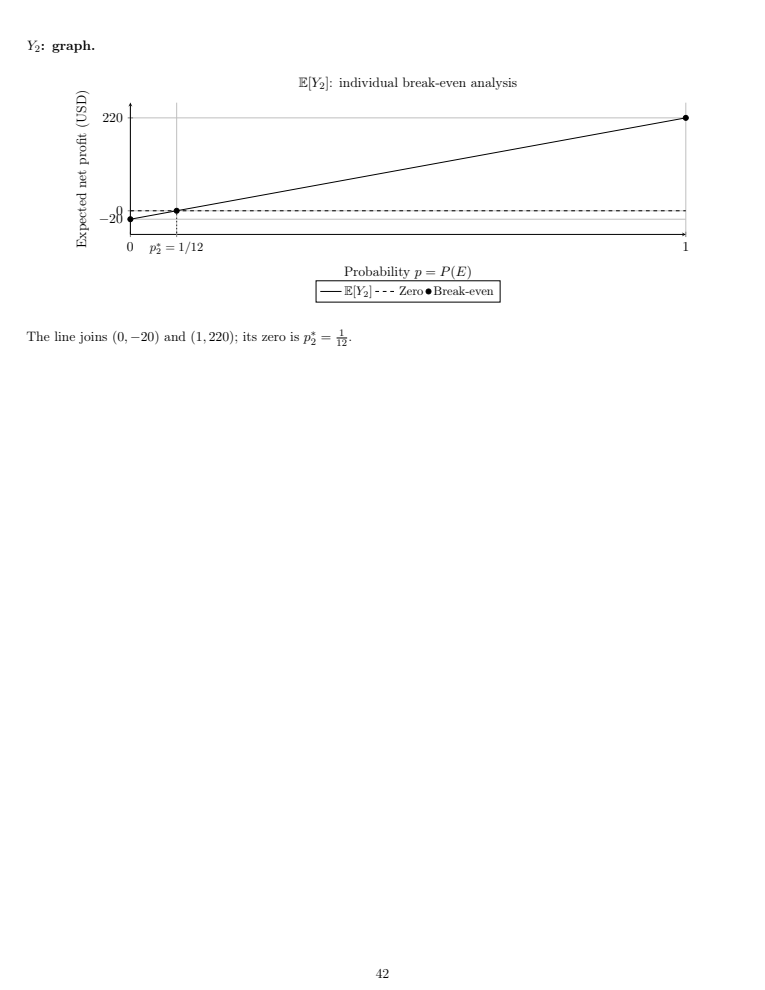 Y₂: graph.
𝔼[Y₂]: individual break-even analysis
Expected net profit (USD)
220
0
−20
0
p₂* = 1/12
1
Probability p = P(E)
𝔼[Y₂] Zero Break-even
The line joins (0, −20) and (1, 220); its zero is p₂* = 1/12.
42